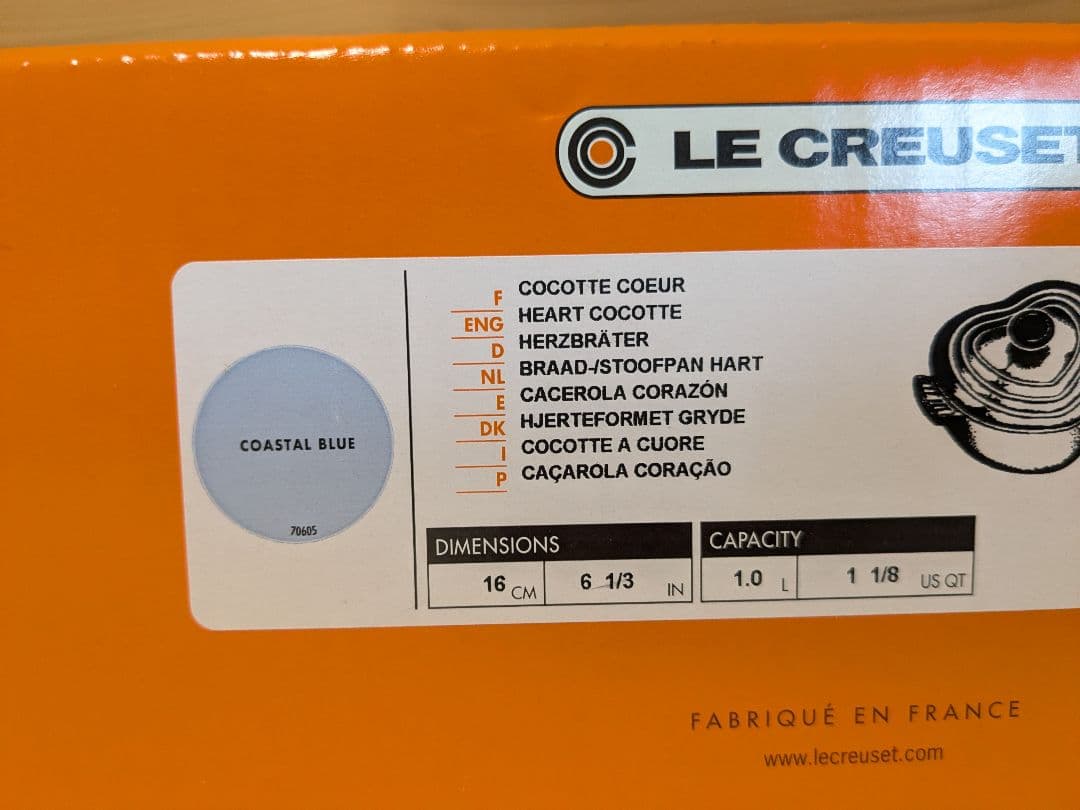 LE CREUSET
COASTAL BLUE
70605
F COCOTTE COEUR
ENG HEART COCOTTE
D HERZBRÄTER
NL BRAAD-/STOOFPAN HART
E CACEROLA CORAZÓN
DK HJERTEFORMET GRYDE
I COCOTTE A CUORE
P CAÇAROLA CORAÇÃO
DIMENSIONS
16 CM 6 1/3 IN
CAPACITY
1.0 L 1 1/8 US QT
FABRIQUÉ EN FRANCE
www.lecreuset.com